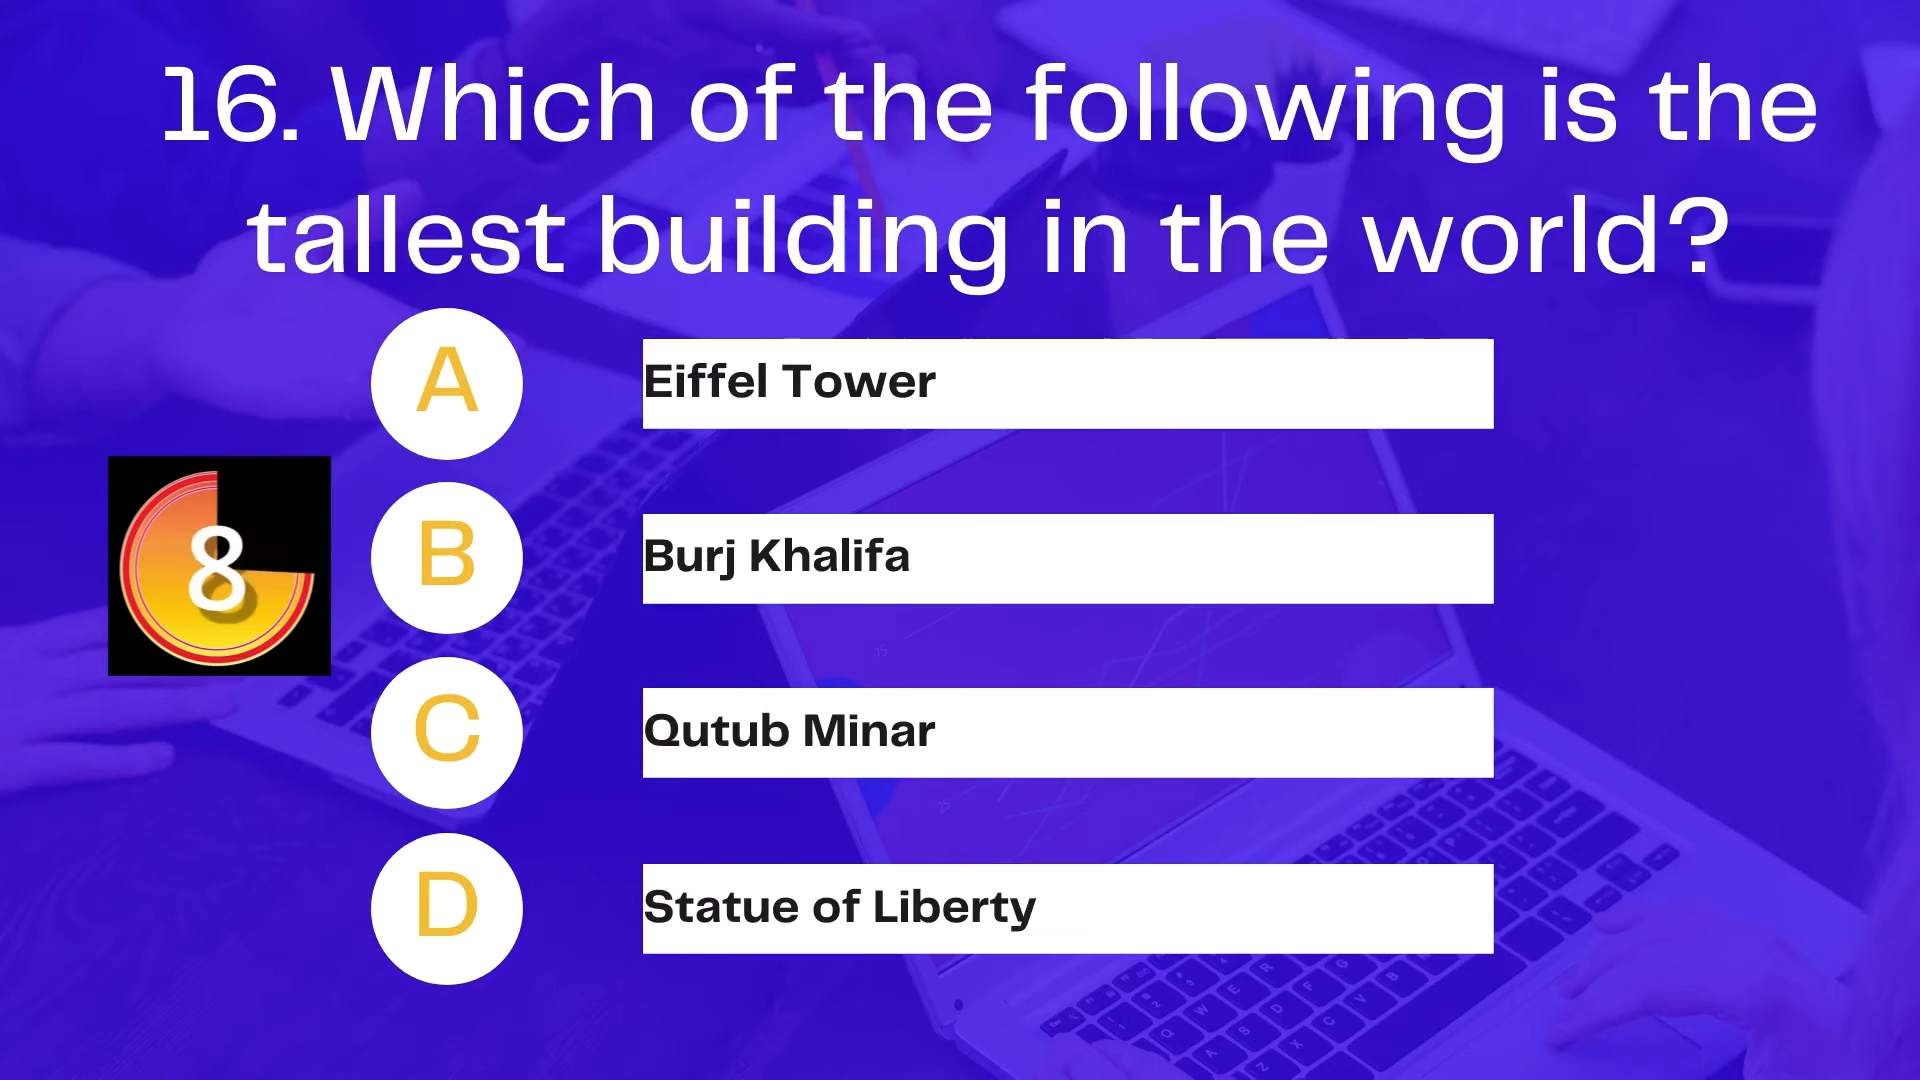 16. Which of the following is the
tallest building in the world?
A
Eiffel Tower
8
B
Burj Khalifa
C
Qutub Minar
D
Statue of Liberty